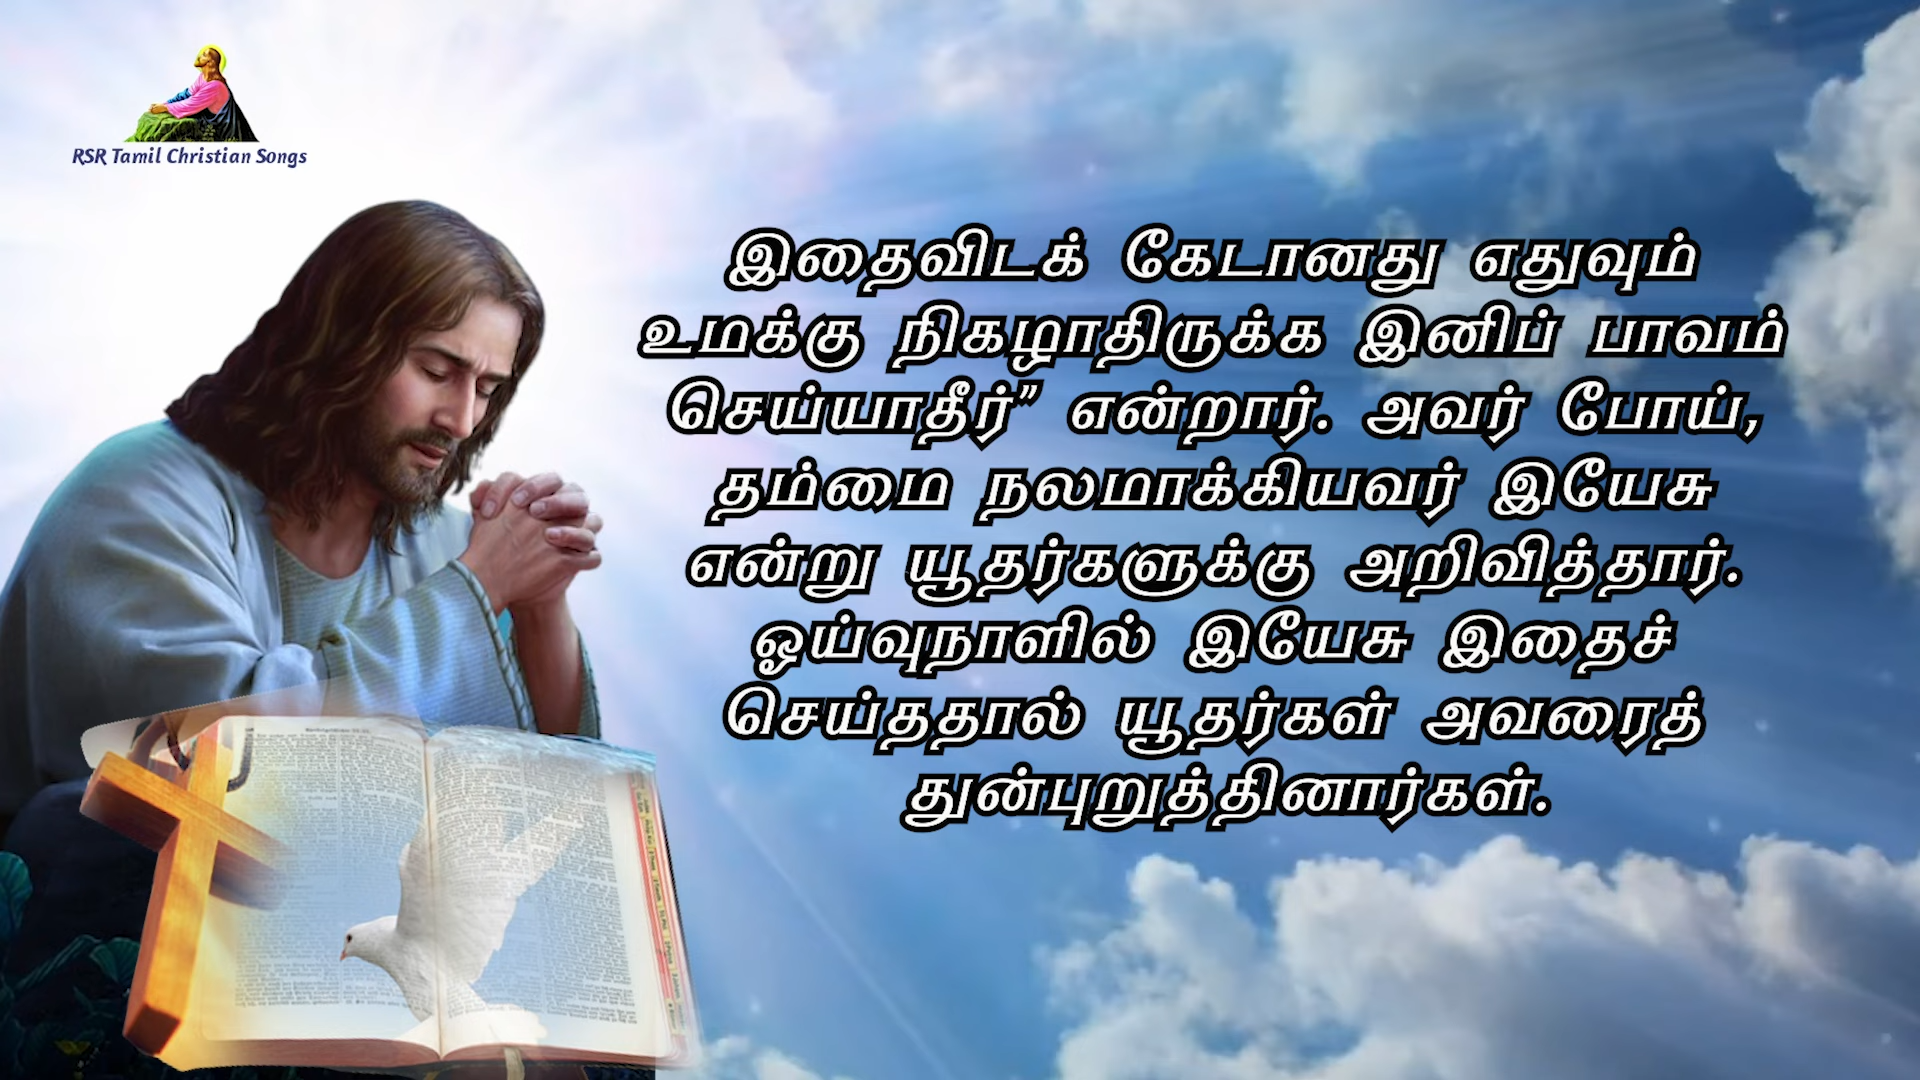 RSR Tamil Christian Songs
இதைவிடக் கேடானது எதுவும்
உமக்கு நிகழாதிருக்க இனிப் பாவம்
செய்யாதீர்” என்றார். அவர் போய்,
தம்மை நலமாக்கியவர் இயேசு
என்று யூதர்களுக்கு அறிவித்தார்.
ஓய்வுநாளில் இயேசு இதைச்
செய்ததால் யூதர்கள் அவரைத்
துன்புறுத்தினார்கள்.